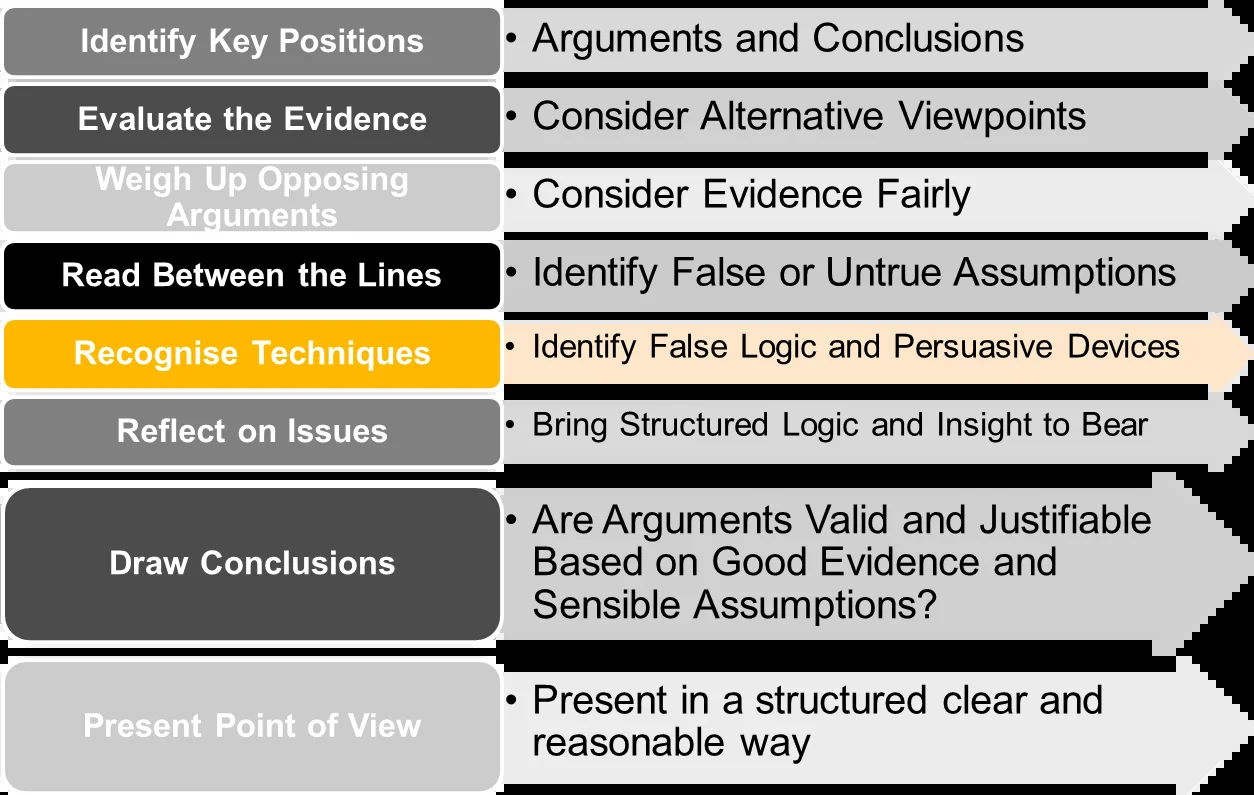 Identify Key Positions
• Arguments and Conclusions
Evaluate the Evidence
• Consider Alternative Viewpoints
Weigh Up Opposing
Arguments
• Consider Evidence Fairly
Read Between the Lines
• Identify False or Untrue Assumptions
Recognise Techniques
• Identify False Logic and Persuasive Devices
Reflect on Issues
• Bring Structured Logic and Insight to Bear
Draw Conclusions
• Are Arguments Valid and Justifiable
Based on Good Evidence and
Sensible Assumptions?
Present Point of View
• Present in a structured clear and
reasonable way